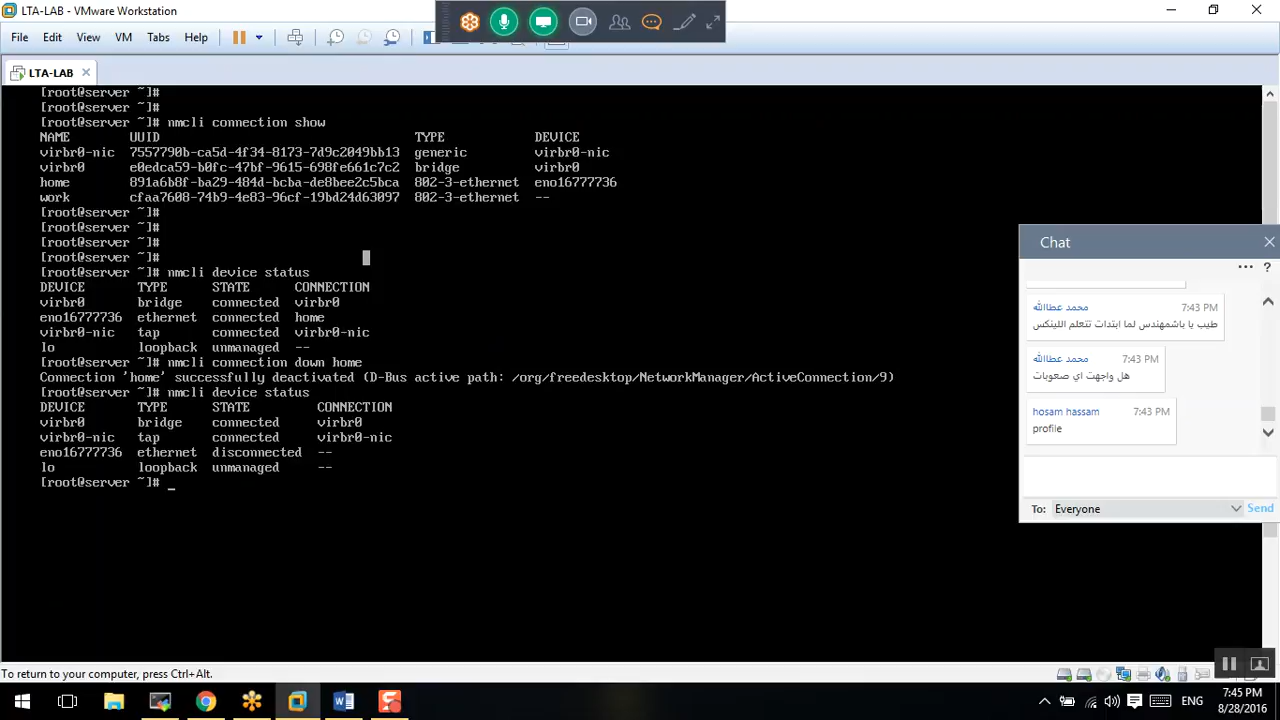 LTA-LAB - VMware Workstation
File Edit View VM Tabs Help
LTA-LAB
[root@server ~]#
[root@server ~]#
[root@server ~]# nmcli connection show
NAME UUID TYPE DEVICE
virbr0-nic 7557790b-ca5d-4f34-8173-7d9c2049bb13 generic virbr0-nic
virbr0 e0edca59-b0fc-47bf-9615-698fe661c7c2 bridge virbr0
home 891a6b8f-ba29-484d-bcba-de8bee2c5bca 802-3-ethernet eno16777736
work cfaa7608-74b9-4e83-96cf-19bd24d63097 802-3-ethernet --
[root@server ~]#
[root@server ~]#
[root@server ~]#
[root@server ~]#
[root@server ~]# nmcli device status
DEVICE TYPE STATE CONNECTION
virbr0 bridge connected virbr0
eno16777736 ethernet connected home
virbr0-nic tap connected virbr0-nic
lo loopback unmanaged --
[root@server ~]# nmcli connection down home
Connection 'home' successfully deactivated (D-Bus active path: /org/freedesktop/NetworkManager/ActiveConnection/9)
[root@server ~]# nmcli device status
DEVICE TYPE STATE CONNECTION
virbr0 bridge connected virbr0
virbr0-nic tap connected virbr0-nic
eno16777736 ethernet disconnected --
lo loopback unmanaged --
[root@server ~]# _
Chat
... ?
محمد عطاالله 7:43 PM
طيب يا باشمهندس لما ابتدات تتعلم اللينكس
محمد عطاالله 7:43 PM
هل واجهت اي صعوبات
hosam hassam 7:43 PM
profile
To: Everyone Send
To return to your computer, press Ctrl+Alt.
ENG
7:45 PM
8/28/2016